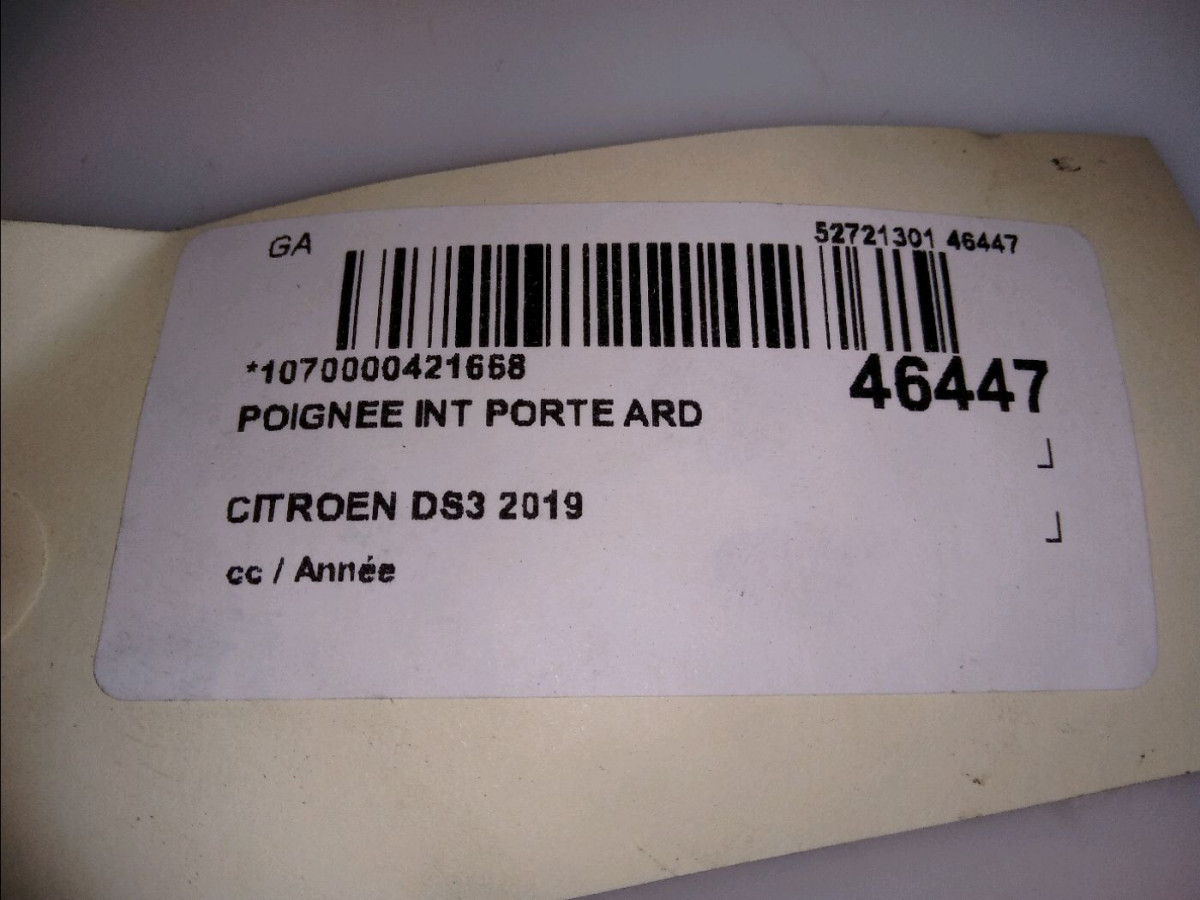 GA
52721301 46447
*1070000421668
46447
POIGNEE INT PORTE ARD
CITROEN DS3 2019
cc / Année